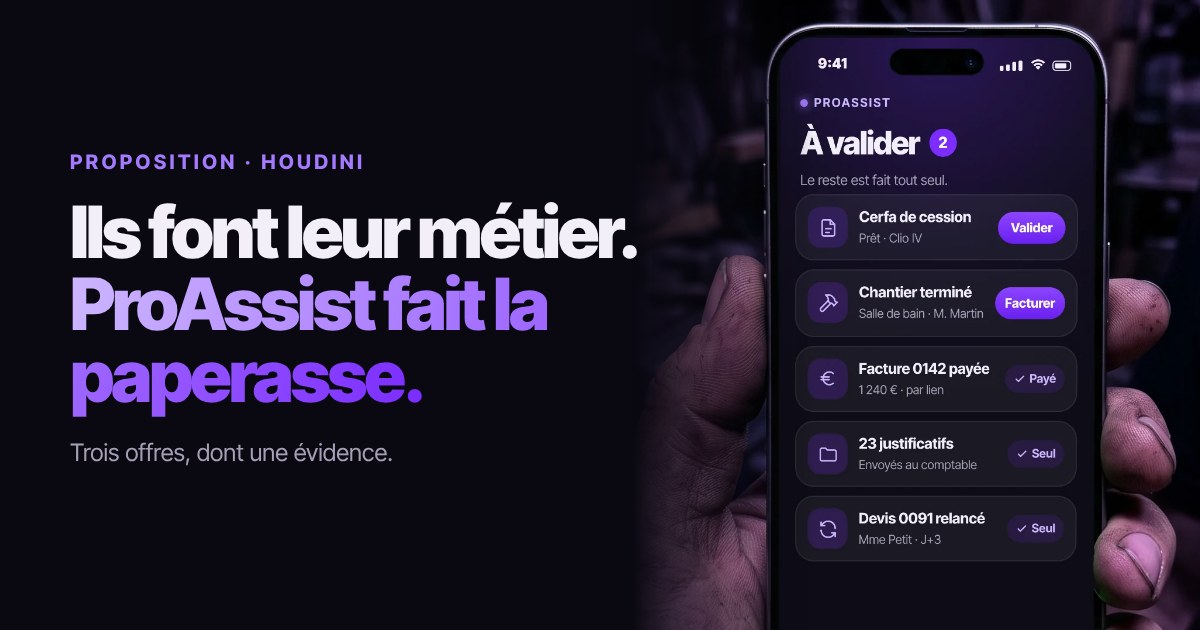 PROPOSITION · HOUDINI
Ils font leur métier.
ProAssist fait la
paperasse.
Trois offres, dont une évidence.
9:41
PROASSIST
À valider 2
Le reste est fait tout seul.
Cerfa de cession
Prêt · Clio IV
Valider
Chantier terminé
Salle de bain · M. Martin
Facturer
Facture 0142 payée
1 240 € · par lien
✓ Payé
23 justificatifs
Envoyés au comptable
✓ Seul
Devis 0091 relancé
Mme Petit · J+3
✓ Seul